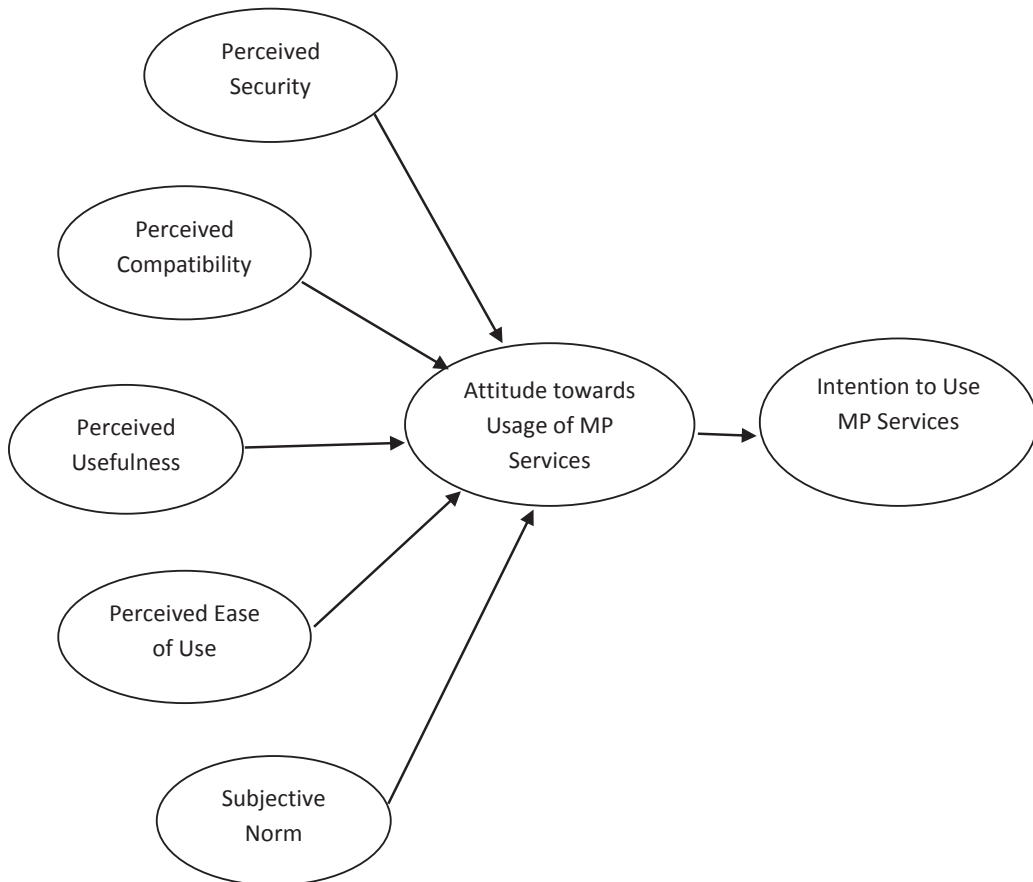 Perceived
Security
Perceived
Compatibility
Perceived
Usefulness
Perceived Ease
of Use
Subjective
Norm
Attitude towards
Usage of MP
Services
Intention to Use
MP Services